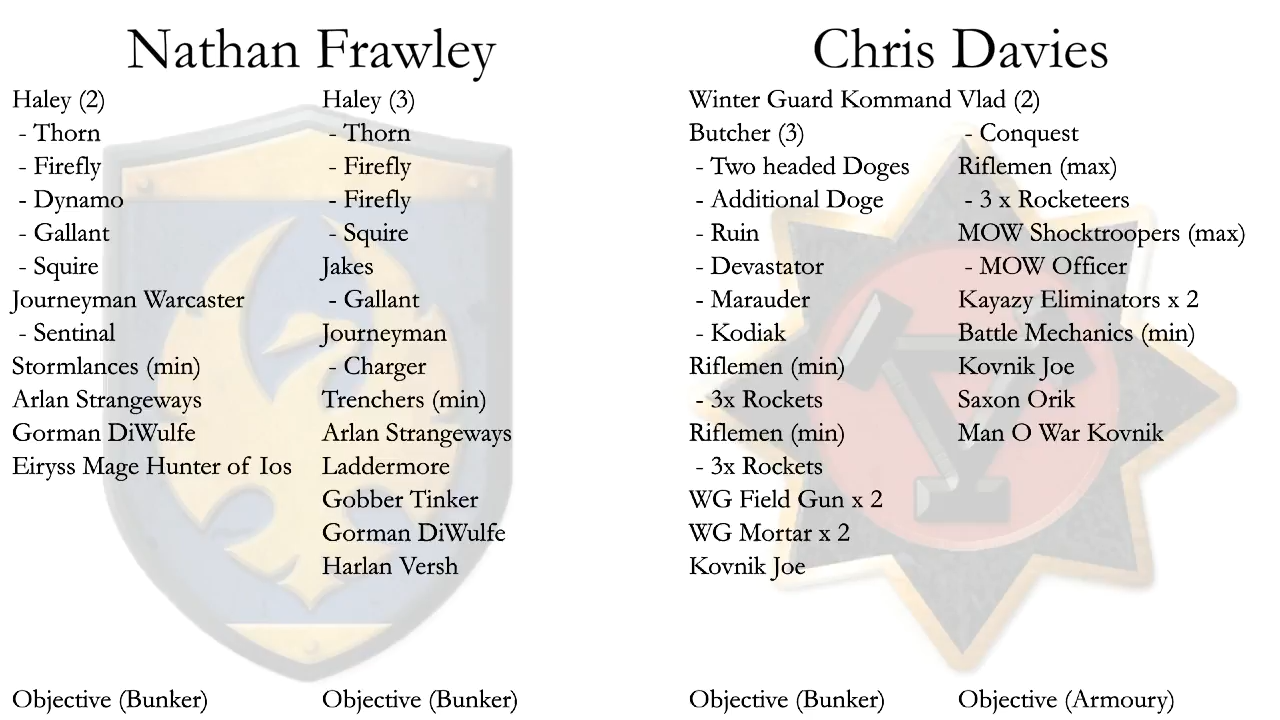 Nathan Frawley
Haley (2)
- Thorn
- Firefly
- Dynamo
- Gallant
- Squire
Journeyman Warcaster
- Sentinal
Stormlances (min)
Arlan Strangeways
Gorman DiWulfe
Eiryss Mage Hunter of Ios
Objective (Bunker)
Haley (3)
- Thorn
- Firefly
- Firefly
- Squire
Jakes
- Gallant
Journeyman
- Charger
Trenchers (min)
Arlan Strangeways
Laddermore
Gobber Tinker
Gorman DiWulfe
Harlan Versh
Objective (Bunker)
Chris Davies
Winter Guard Kommand
Butcher (3)
- Two headed Doges
- Additional Doge
- Ruin
- Devastator
- Marauder
- Kodiak
Riflemen (min)
- 3x Rockets
Riflemen (min)
- 3x Rockets
WG Field Gun x 2
WG Mortar x 2
Kovnik Joe
Objective (Bunker)
Vlad (2)
- Conquest
Riflemen (max)
- 3 x Rocketeers
MOW Shocktroopers (max)
- MOW Officer
Kayazy Eliminators x 2
Battle Mechanics (min)
Kovnik Joe
Saxon Orik
Man O War Kovnik
Objective (Armoury)